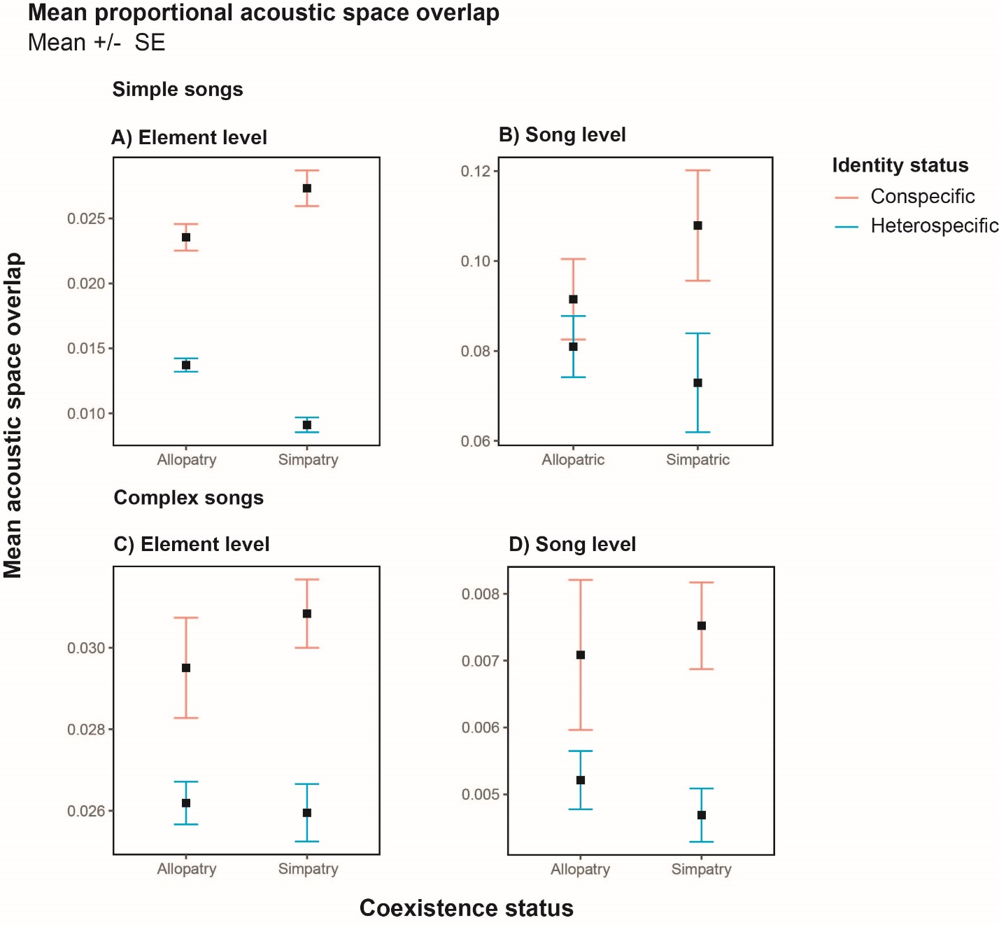 Mean proportional acoustic space overlap
Mean +/-  SE
Simple songs
A) Element level
0.025
0.020
0.015
0.010
Allopatry
Simpatry
B) Song level
0.12
0.10
0.08
0.06
Allopatric
Simpatric
Identity status
Conspecific
Heterospecific
Mean acoustic space overlap
Complex songs
C) Element level
0.030
0.028
0.026
Allopatry
Simpatry
D) Song level
0.008
0.007
0.006
0.005
Allopatry
Simpatry
Coexistence status